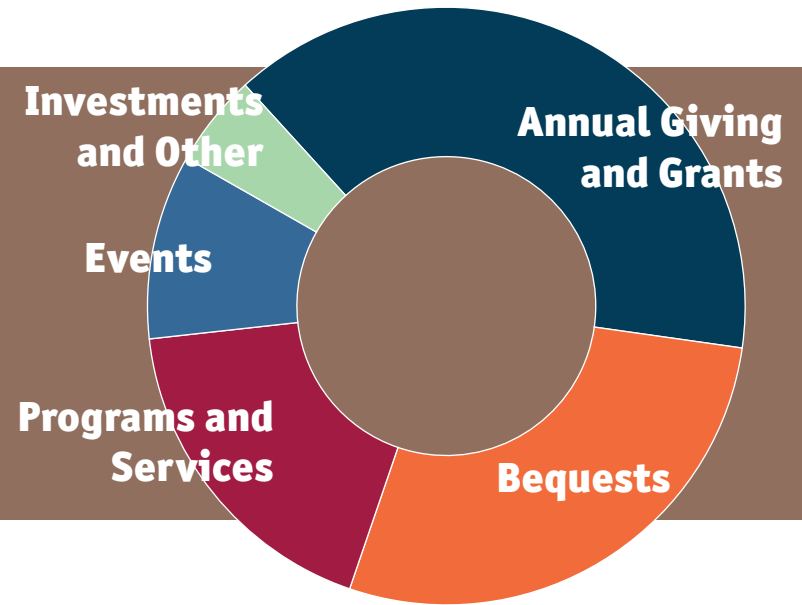 Investments
and Other
Annual Giving
and Grants
Events
Programs and
Services
Bequests